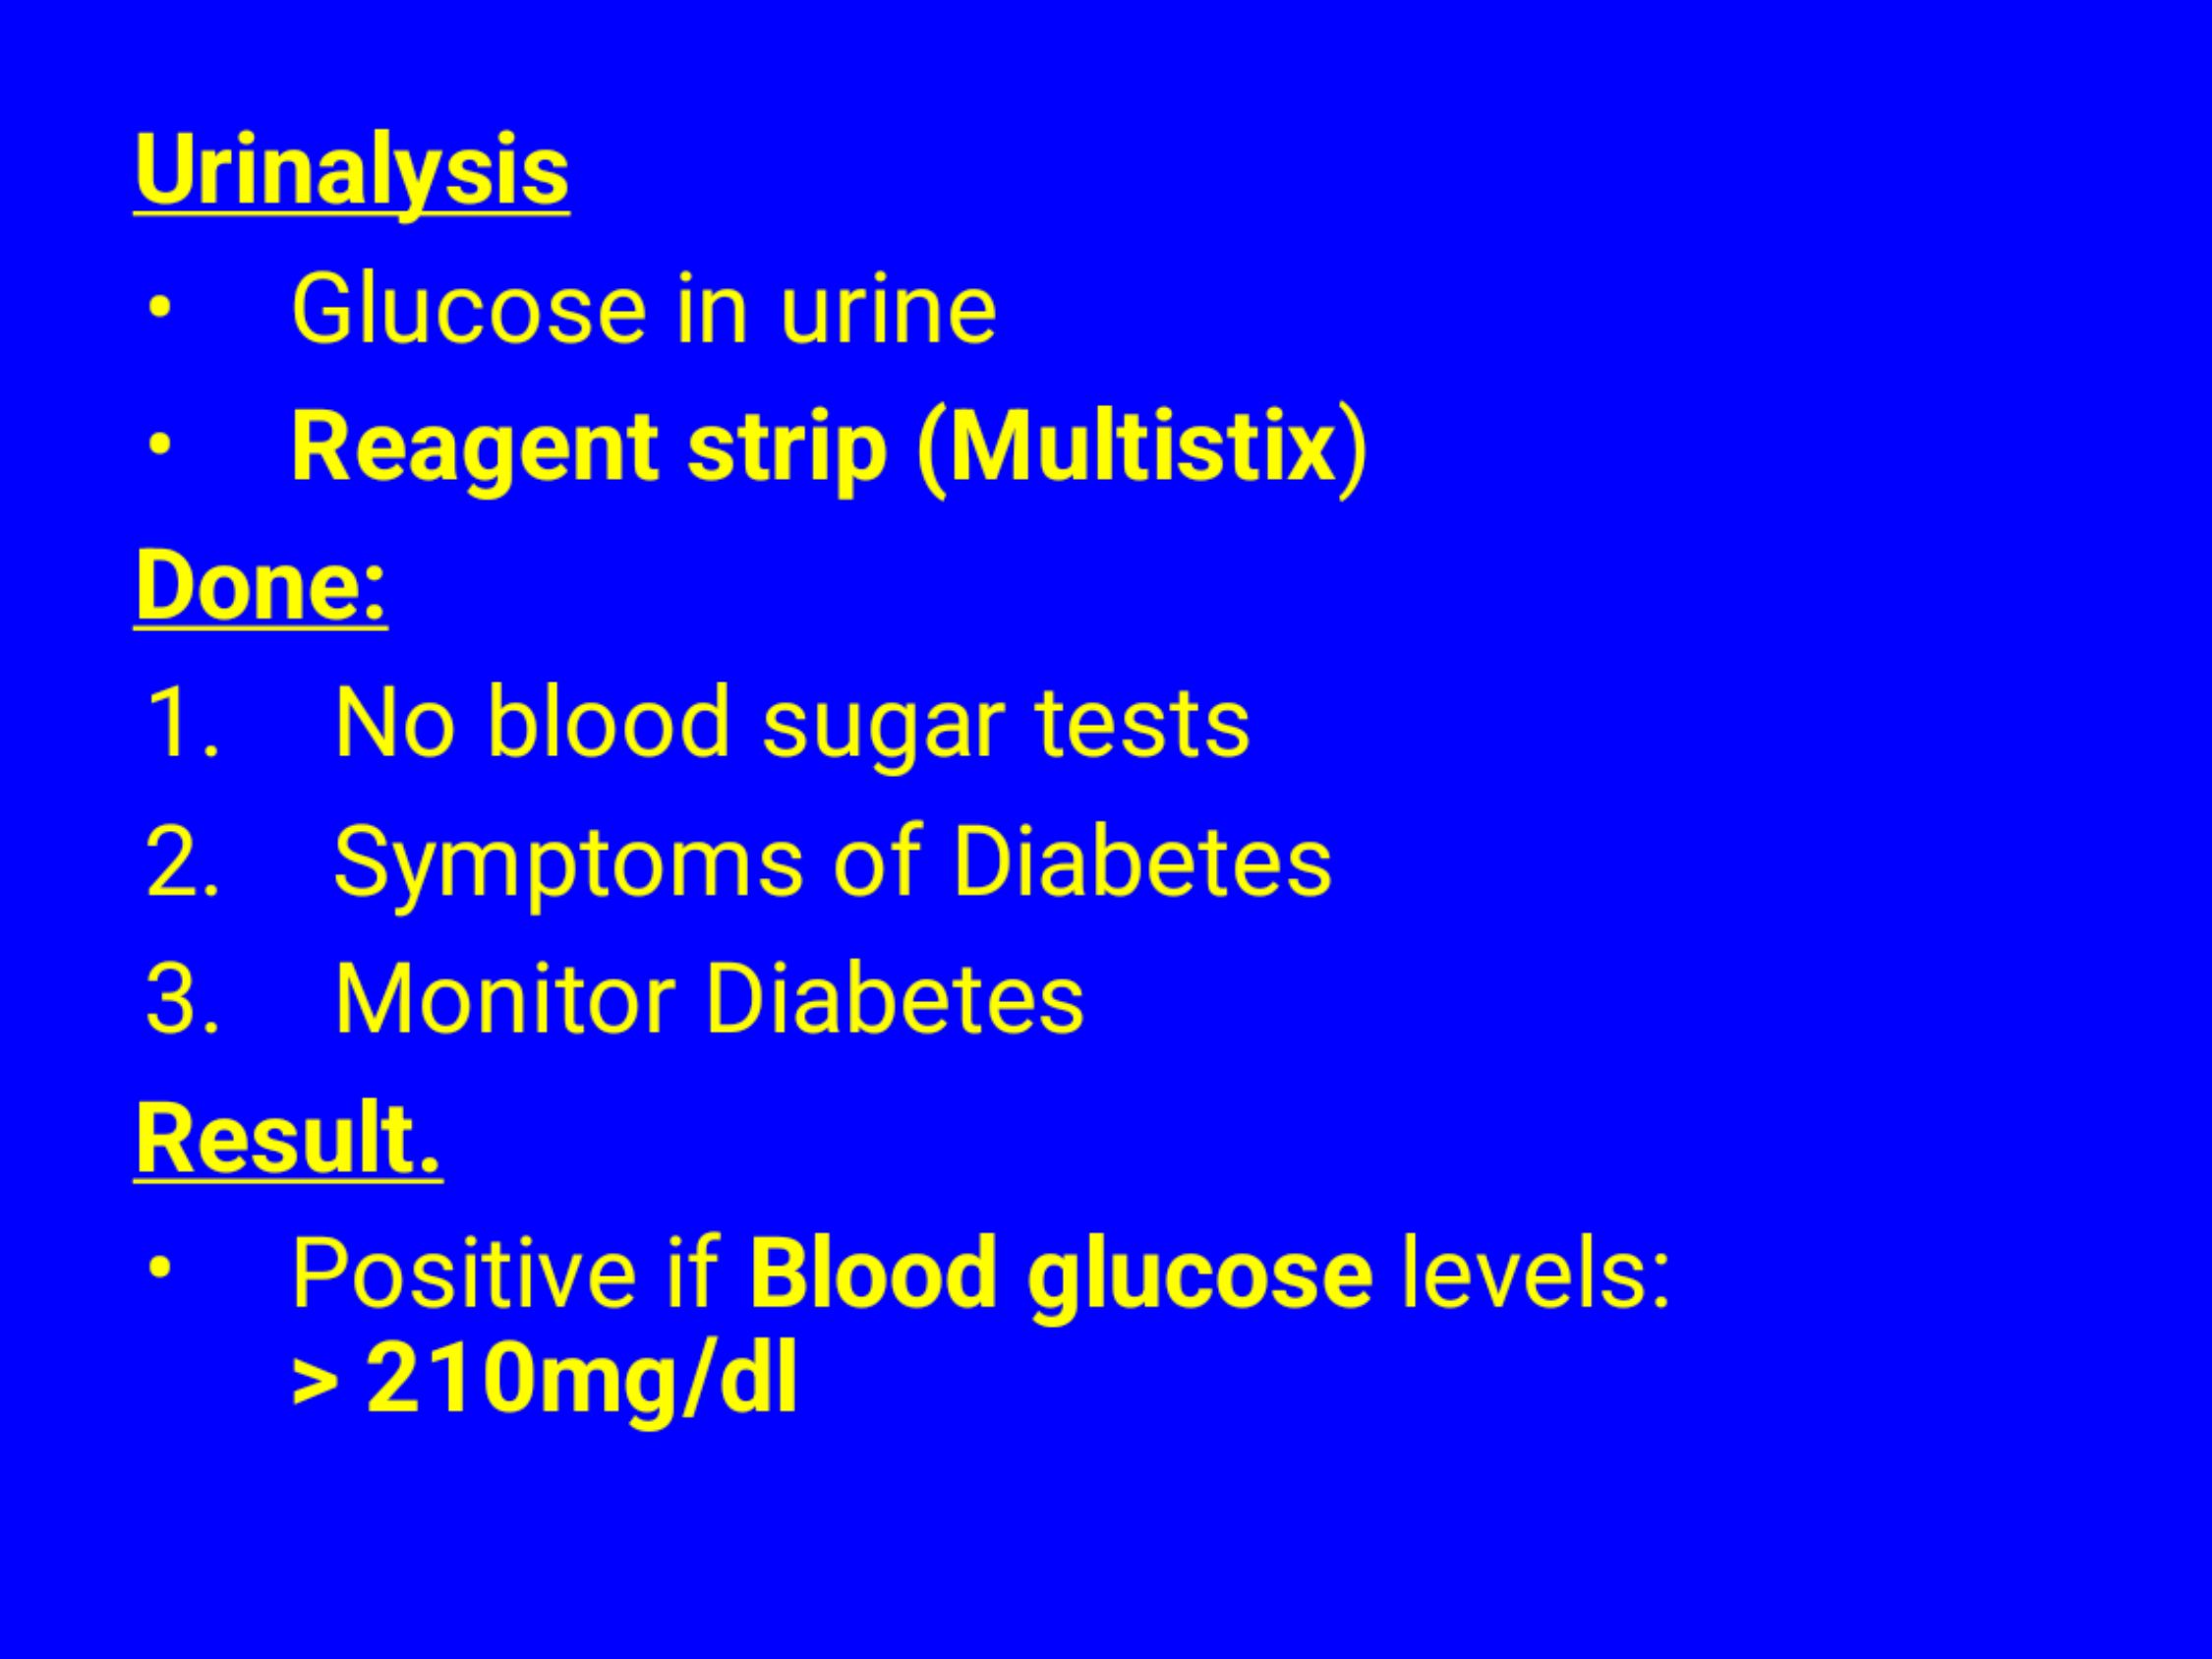 Urinalysis
• Glucose in urine
• Reagent strip (Multistix)
Done:
1. No blood sugar tests
2. Symptoms of Diabetes
3. Monitor Diabetes
Result.
• Positive if Blood glucose levels:
> 210mg/dl